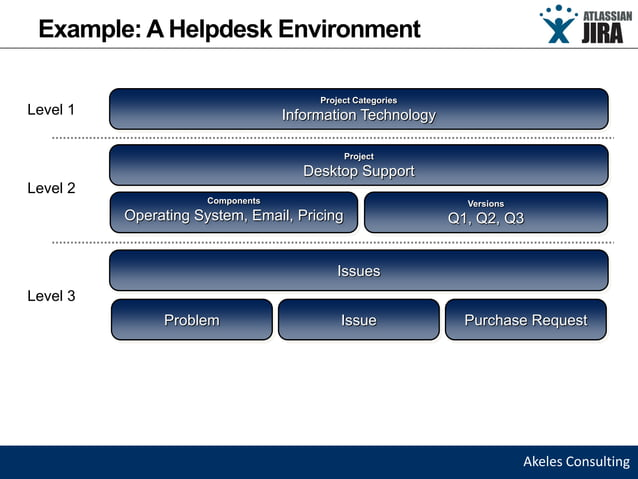 Example: A Helpdesk Environment
ATLASSIAN
JIRA
Level 1
Project Categories
Information Technology
Level 2
Project
Desktop Support
Components
Operating System, Email, Pricing
Versions
Q1, Q2, Q3
Level 3
Issues
Problem
Issue
Purchase Request
Akeles Consulting